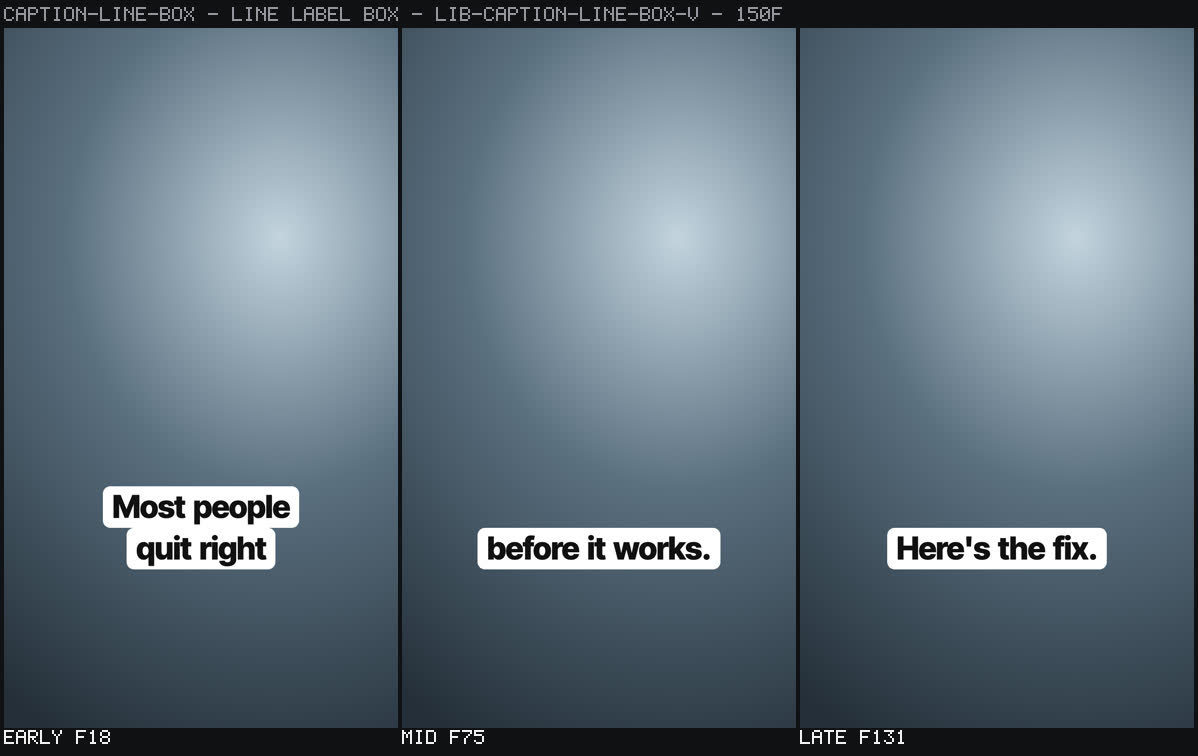 CAPTION-LINE-BOX - LINE LABEL BOX - LIB-CAPTION-LINE-BOX-V - 150F
Most people
quit right
before it works.
Here's the fix.
EARLY F18
MID F75
LATE F131